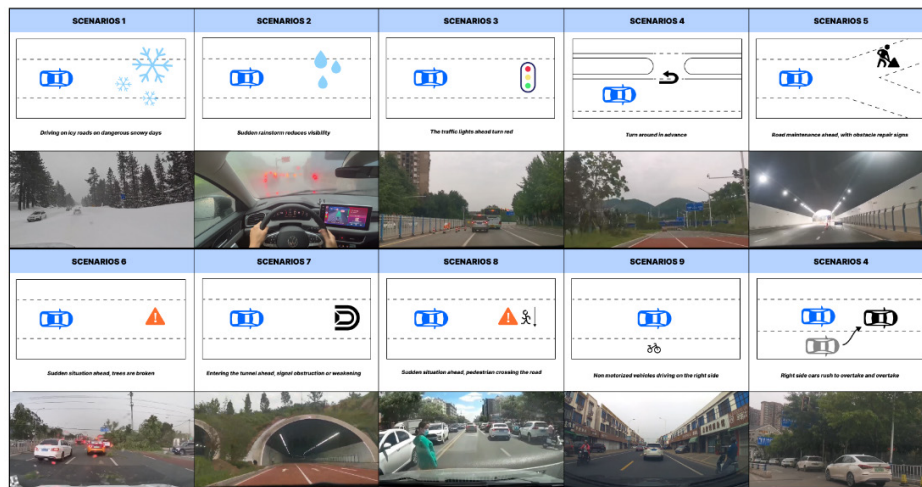 SCENARIOS 1
SCENARIOS 2
SCENARIOS 3
SCENARIOS 4
SCENARIOS 5
Driving on icy roads on dangerous snowy days
Sudden rainstorm reduces visibility
The traffic lights ahead turn red
Turn around in advance
Road maintenance ahead, with obstacle repair signs
SCENARIOS 6
SCENARIOS 7
SCENARIOS 8
SCENARIOS 9
SCENARIOS 4
Sudden situation ahead, trees are broken
Entering the tunnel ahead, signal obstruction or weakening
Sudden situation ahead, pedestrian crossing the road
Non motorized vehicles driving on the right side
Right side cars rush to overtake and overtake